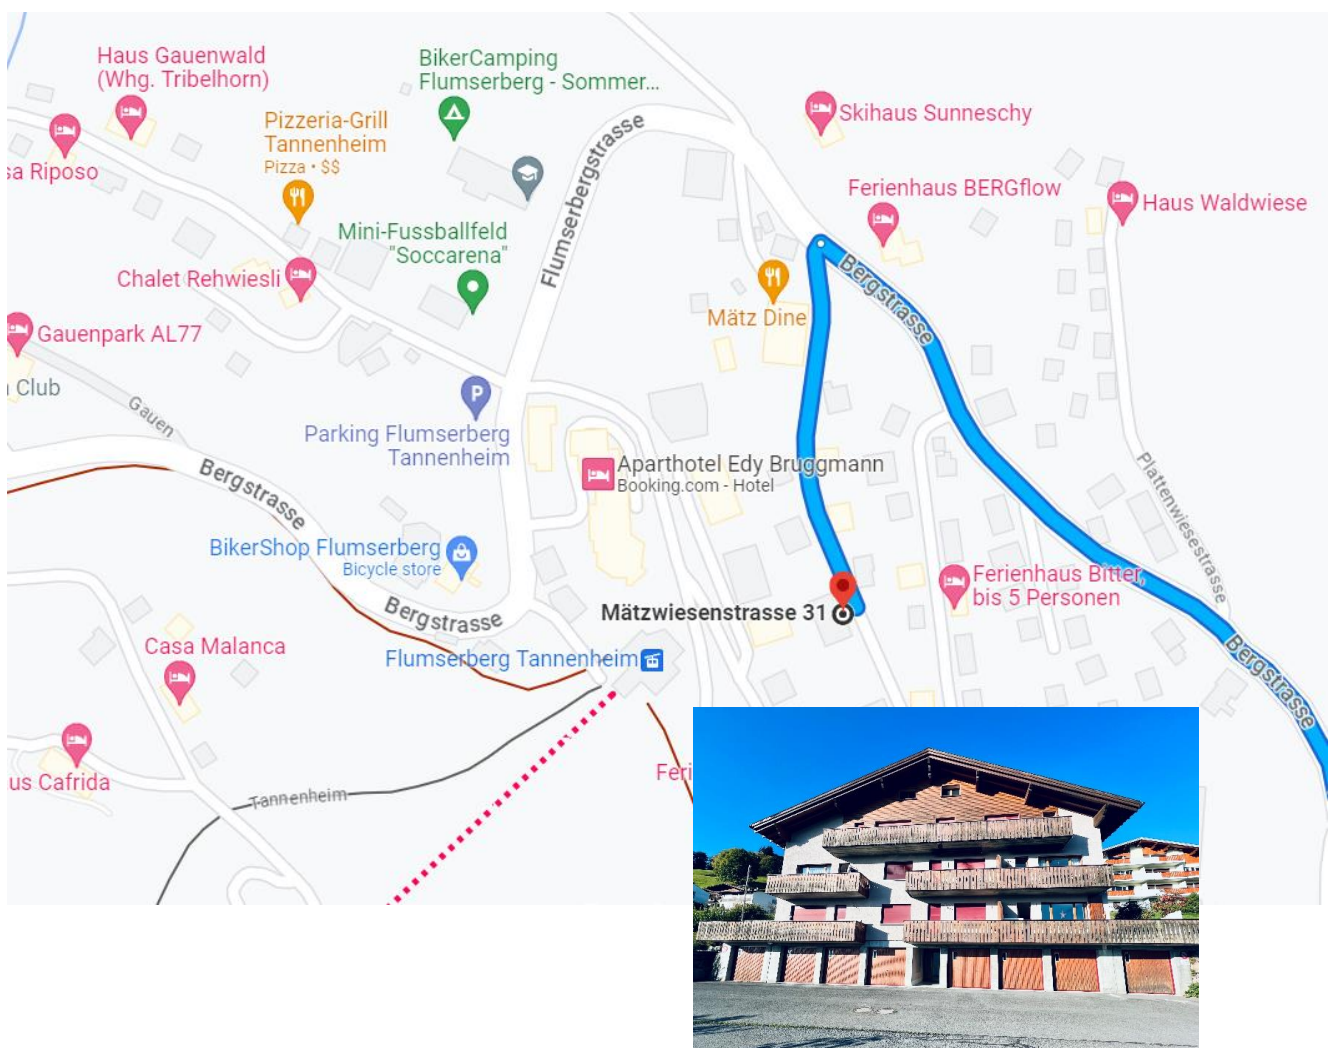 Haus Gauenwald
(Whg. Tribelhorn)
BikerCamping
Flumserberg - Sommer...
Skihaus Sunneschy
Pizzeria-Grill
Tannenheim
Pizza • $$
sa Riposo
Flumserbergstrasse
Ferienhaus BERGflow
Haus Waldwiese
Mini-Fussballfeld
"Soccarena"
Chalet Rehwiesli
Bergstrasse
Mätz Dine
Gauenpark AL77
Club
Gauen
P
Parking Flumserberg
Tannenheim
Bergstrasse
Aparthotel Edy Bruggmann
Booking.com - Hotel
Plattenwiesestrasse
BikerShop Flumserberg
Bicycle store
Ferienhaus Bitter,
bis 5 Personen
Bergstrasse
Mätzwiesenstrasse 31
Casa Malanca
Flumserberg Tannenheim
Bergstrasse
us Cafrida
Feri
Tannenheim